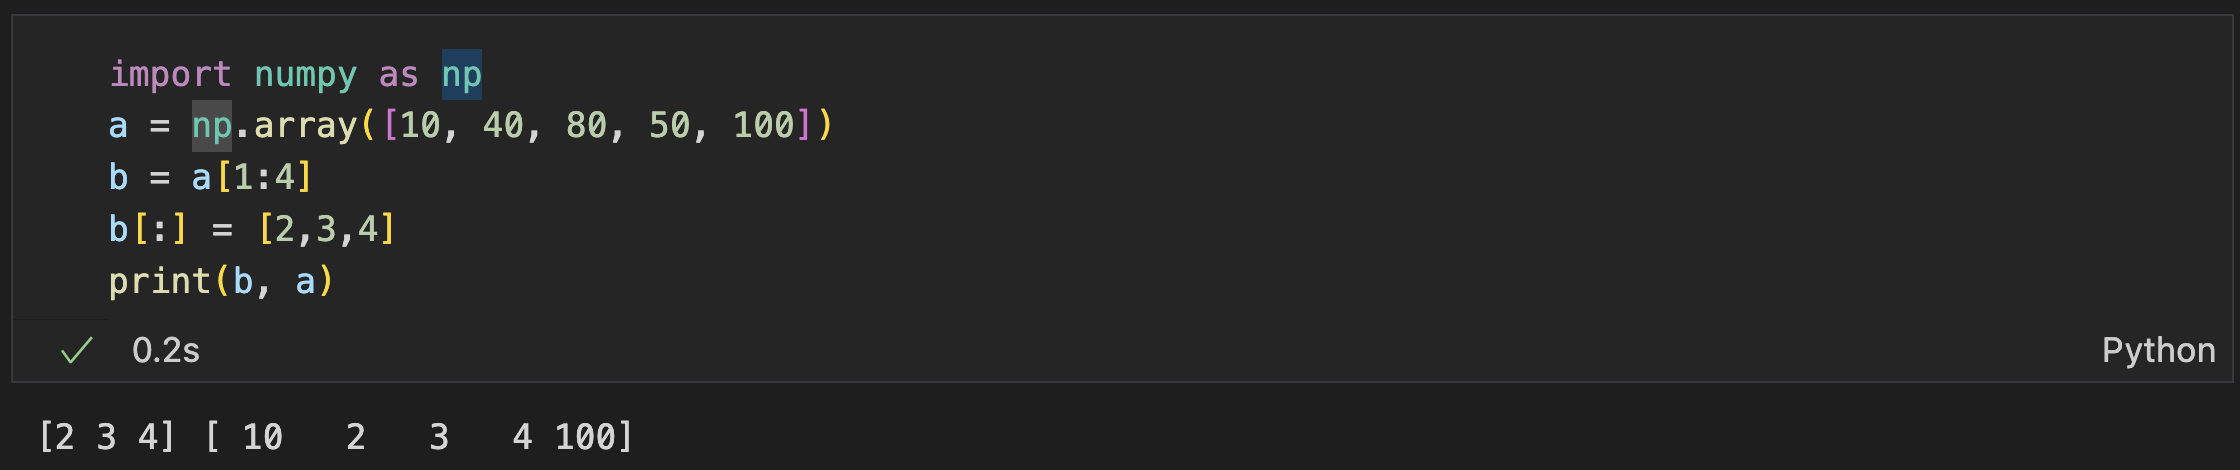 import numpy as np
a = np.array([10, 40, 80, 50, 100])
b = a[1:4]
b[:] = [2,3,4]
print(b, a)
0.2s
Python
[2 3 4] [ 10   2   3   4 100]